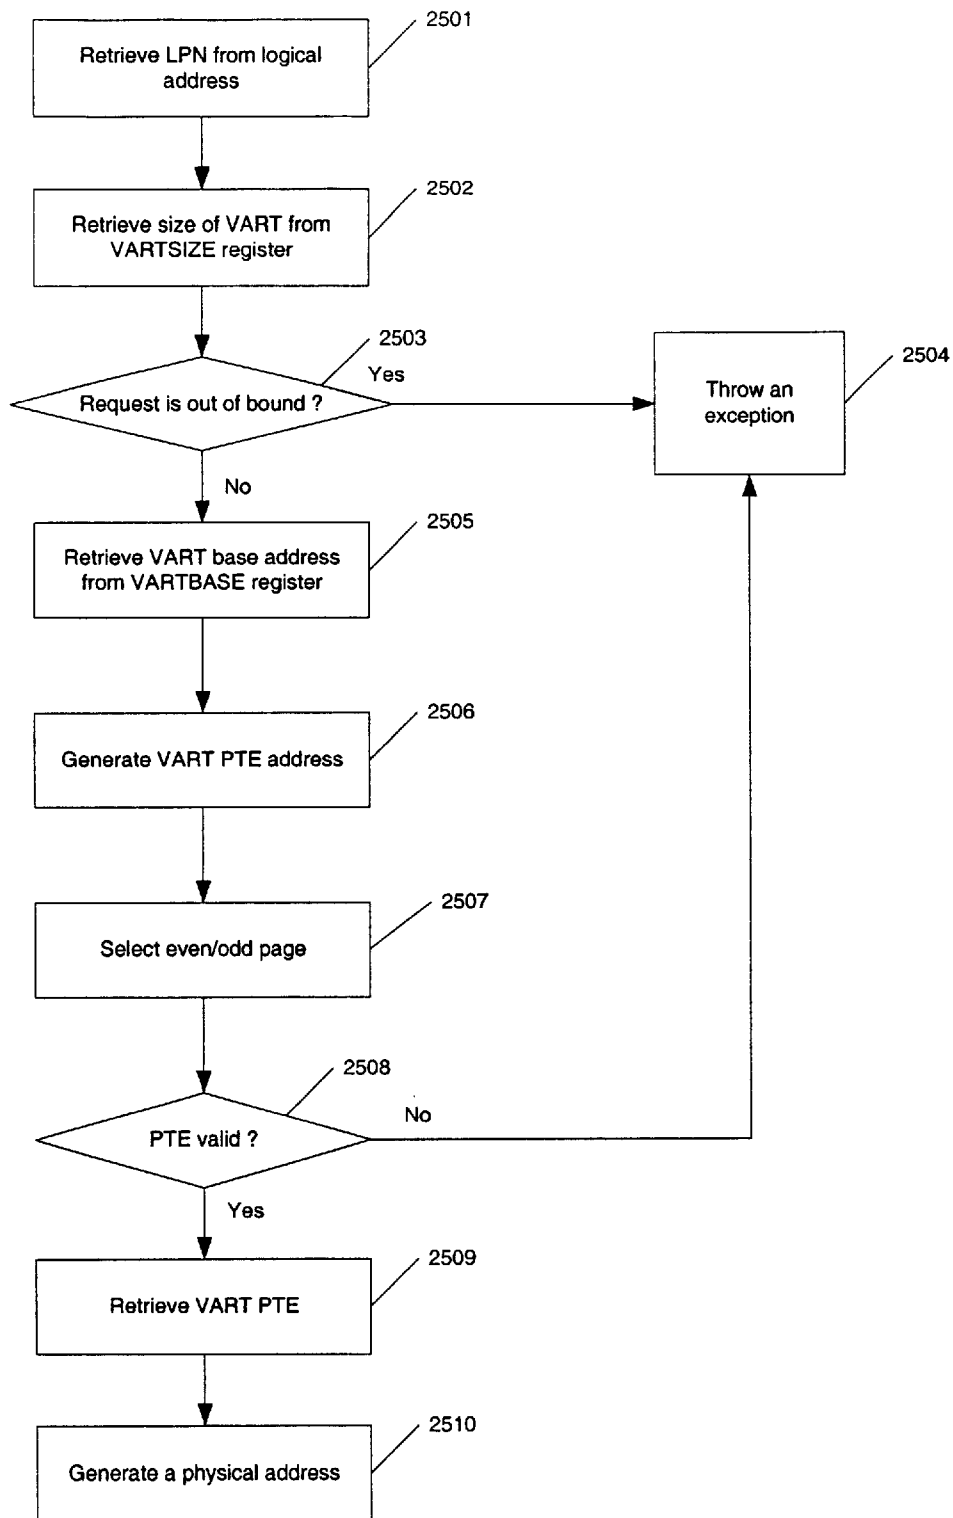 2501
Retrieve LPN from logical
address
2502
Retrieve size of VART from
VARTSIZE register
2503
Yes
Request is out of bound ?
2504
Throw an
exception
No
2505
Retrieve VART base address
from VARTBASE register
2506
Generate VART PTE address
2507
Select even/odd page
2508
No
PTE valid ?
Yes
2509
Retrieve VART PTE
2510
Generate a physical address